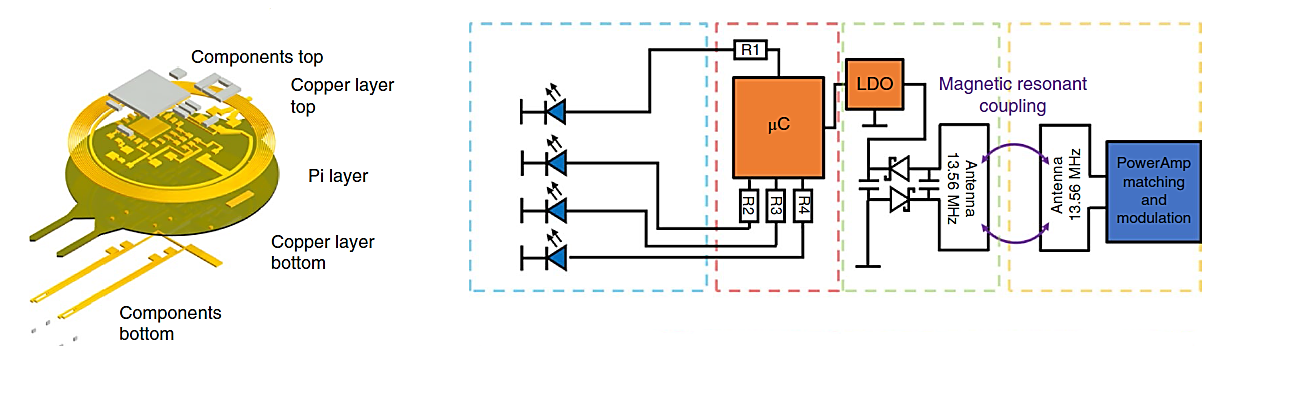 Components top
Copper layer
top
Pi layer
Copper layer
bottom
Components
bottom
R1
μC
R2
R3
R4
LDO
Magnetic resonant
coupling
Antenna
13.56 MHz
Antenna
13.56 MHz
PowerAmp
matching
and
modulation